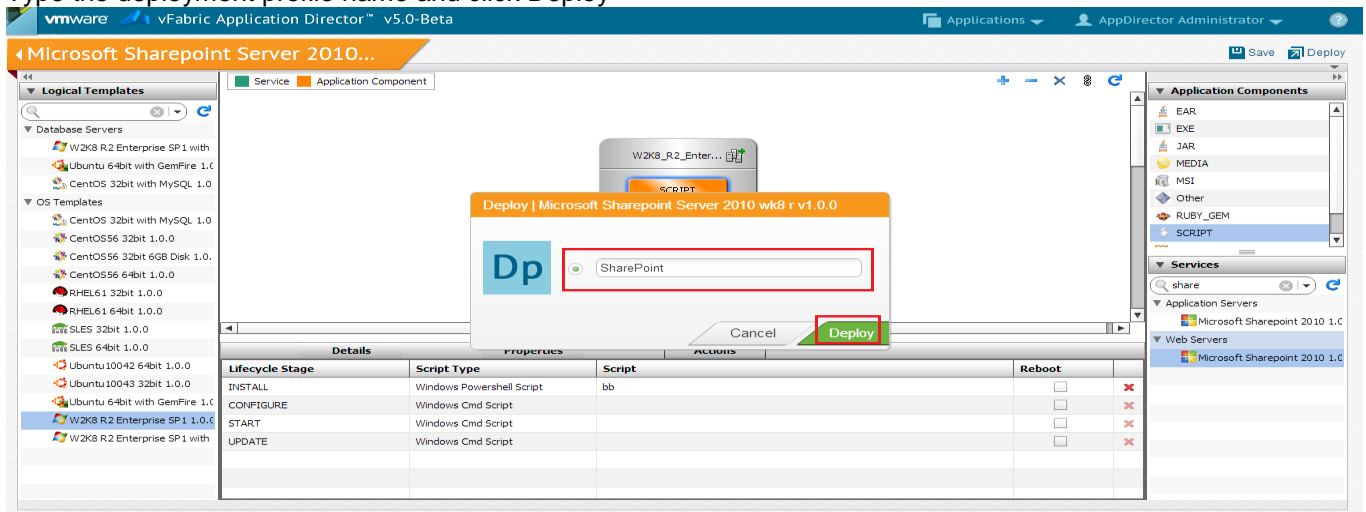 Type the deployment profile name and click Deploy
vmware vFabric Application Director™ v5.0-Beta
Applications
AppDirector Administrator
?
Microsoft Sharepoint Server 2010...
Save
Deploy
Logical Templates
Database Servers
W2K8 R2 Enterprise SP1 with
Ubuntu 64bit with GemFire 1.0
CentOS 32bit with MySQL 1.0
OS Templates
CentOS 32bit with MySQL 1.0
CentOS56 32bit 1.0.0
CentOS56 32bit 6GB Disk 1.0.
CentOS56 64bit 1.0.0
RHEL61 32bit 1.0.0
RHEL61 64bit 1.0.0
SLES 32bit 1.0.0
SLES 64bit 1.0.0
Ubuntu10042 64bit 1.0.0
Ubuntu10043 32bit 1.0.0
Ubuntu 64bit with GemFire 1.0
W2K8 R2 Enterprise SP1 1.0.0
W2K8 R2 Enterprise SP1 with
Service
Application Component
W2K8_R2_Enter...
SCRIPT
Deploy | Microsoft Sharepoint Server 2010 wk8 r v1.0.0
Dp
SharePoint
Cancel
Deploy
Details
Properties
Actions
Lifecycle Stage Script Type Script Reboot
INSTALL Windows Powershell Script bb
CONFIGURE Windows Cmd Script
START Windows Cmd Script
UPDATE Windows Cmd Script
Application Components
EAR
EXE
JAR
MEDIA
MSI
Other
RUBY_GEM
SCRIPT
Services
share
Application Servers
Microsoft Sharepoint 2010 1.0
Web Servers
Microsoft Sharepoint 2010 1.0